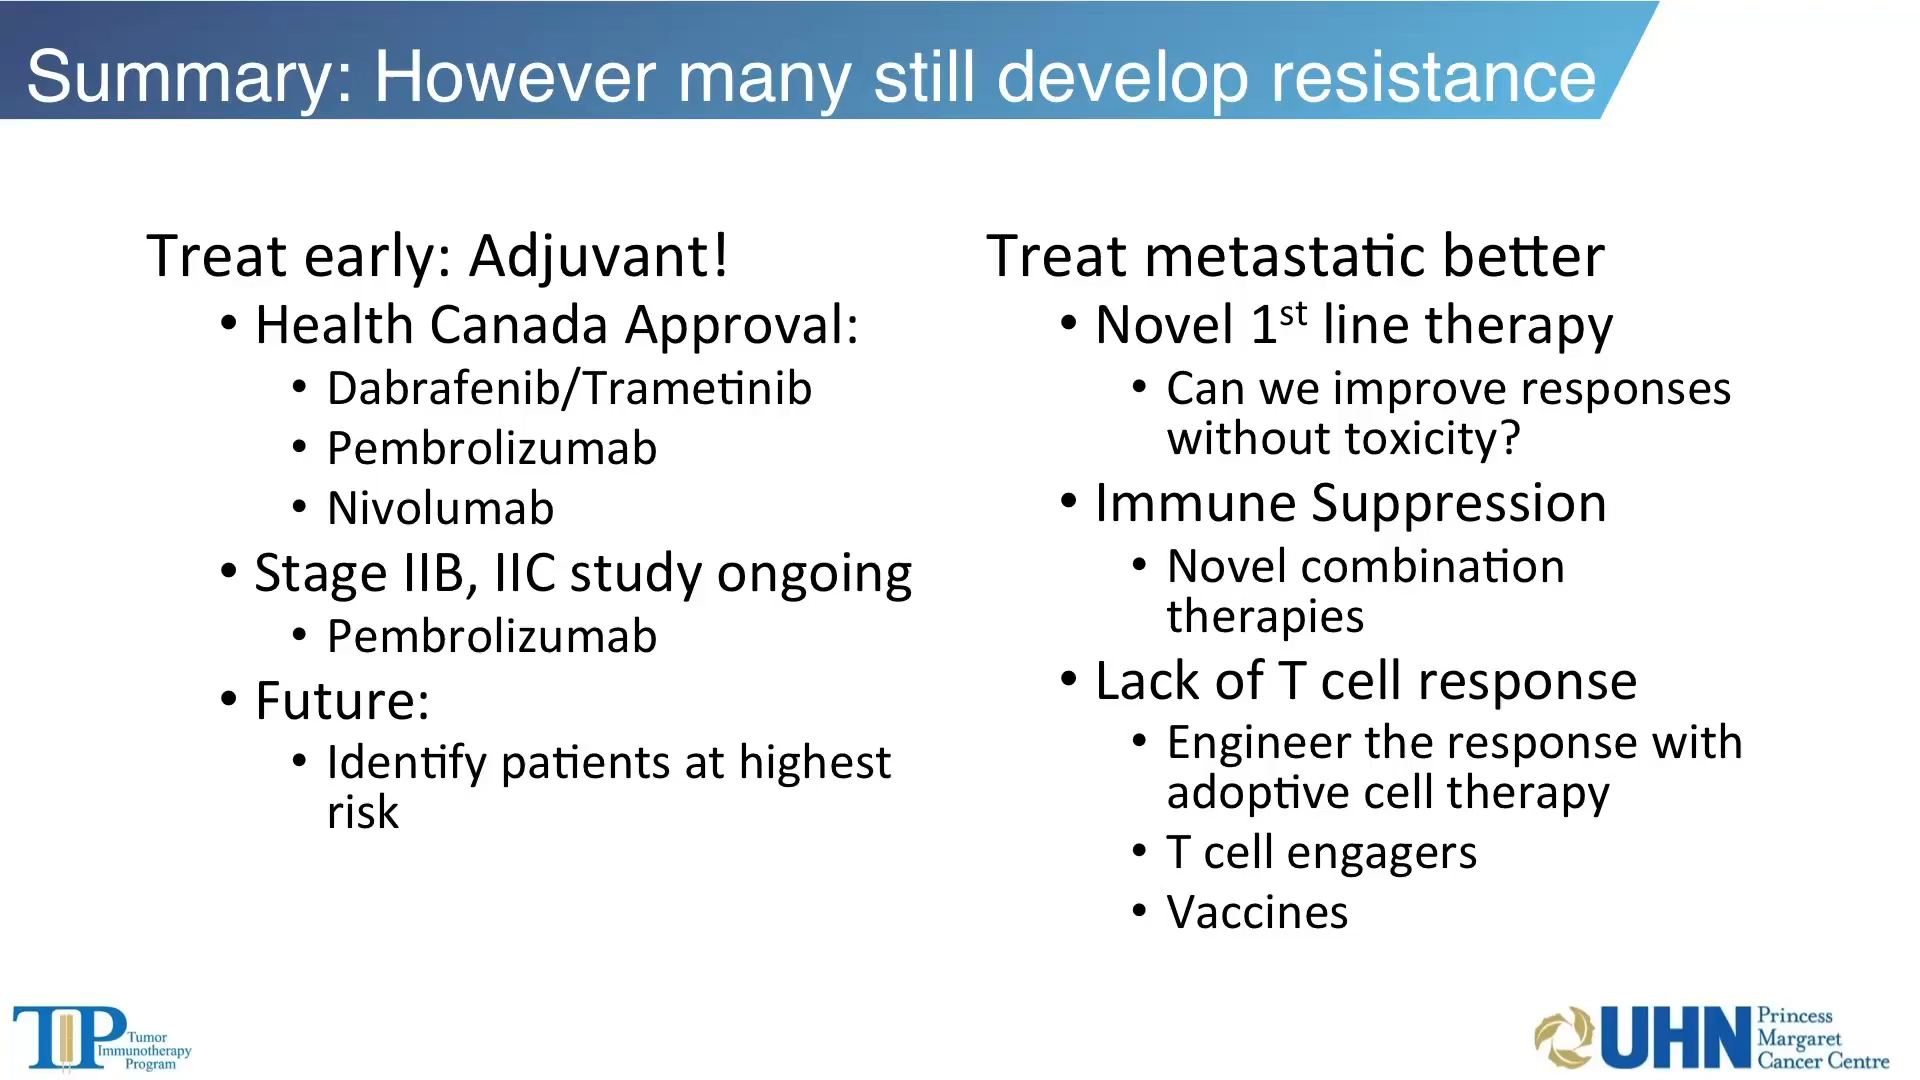 Summary: However many still develop resistance
Treat early: Adjuvant!
• Health Canada Approval:
• Dabrafenib/Trametinib
• Pembrolizumab
• Nivolumab
• Stage IIB, IIC study ongoing
• Pembrolizumab
• Future:
• Identify patients at highest
risk
Treat metastatic better
• Novel 1st line therapy
• Can we improve responses
without toxicity?
• Immune Suppression
• Novel combination
therapies
• Lack of T cell response
• Engineer the response with
adoptive cell therapy
• T cell engagers
• Vaccines
TIP Tumor
Immunotherapy
Program
UHN Princess
Margaret
Cancer Centre